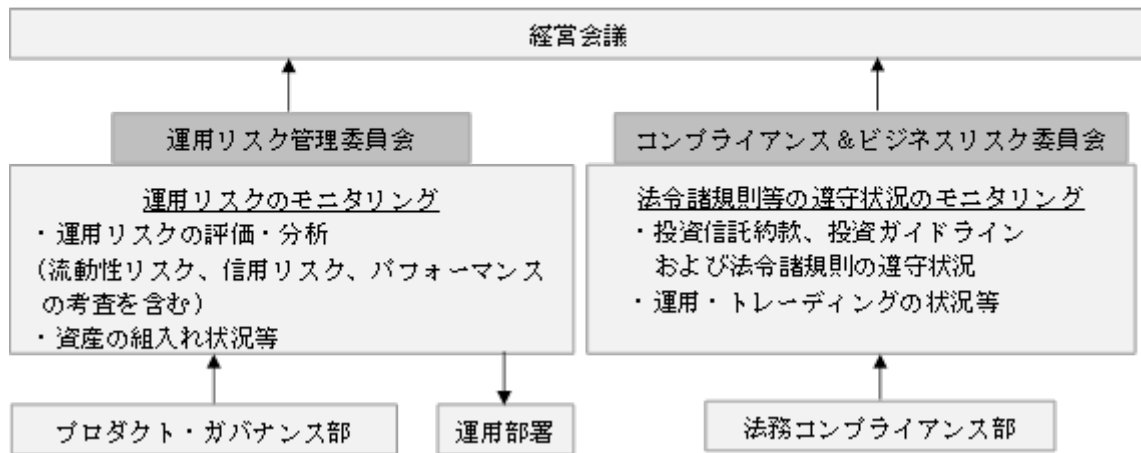 経営会議
運用リスク管理委員会
運用リスクのモニタリング
・運用リスクの評価・分析
(流動性リスク、信用リスク、パフォーマンス
の考査を含む)
・資産の組入れ状況等
プロダクト・ガバナンス部
運用部署
コンプライアンス&ビジネスリスク委員会
法令諸規則等の遵守状況のモニタリング
・投資信託約款、投資ガイドライン
および法令諸規則の遵守状況
・運用・トレーディングの状況等
法務コンプライアンス部